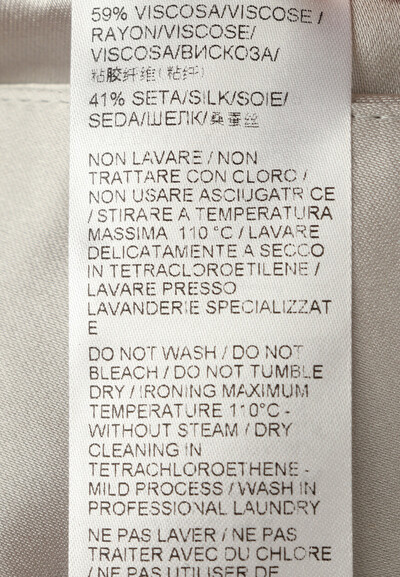 59% VISCOSA/VISCOSE/
RAYON/VISCOSE/
VISCOSA/ВИСКОЗА/
粘胶纤维(粘纤)
41% SETA/SILK/SOIE/
SEDA/ШЕЛК/桑蚕丝
NON LAVARE / NON
TRATTARE CON CLORO /
NON USARE ASCIUGATRICE
/ STIRARE A TEMPERATURA
MASSIMA 110 °C / LAVARE
DELICATAMENTE A SECCO
IN TETRACLOROETILENE /
LAVARE PRESSO
LAVANDERIE SPECIALIZZAT
E
DO NOT WASH / DO NOT
BLEACH / DO NOT TUMBLE
DRY / IRONING MAXIMUM
TEMPERATURE 110°C -
WITHOUT STEAM / DRY
CLEANING IN
TETRACHLOROETHENE -
MILD PROCESS / WASH IN
PROFESSIONAL LAUNDRY
NE PAS LAVER / NE PAS
TRAITER AVEC DU CHLORE
/ NE PAS UTILISER DE